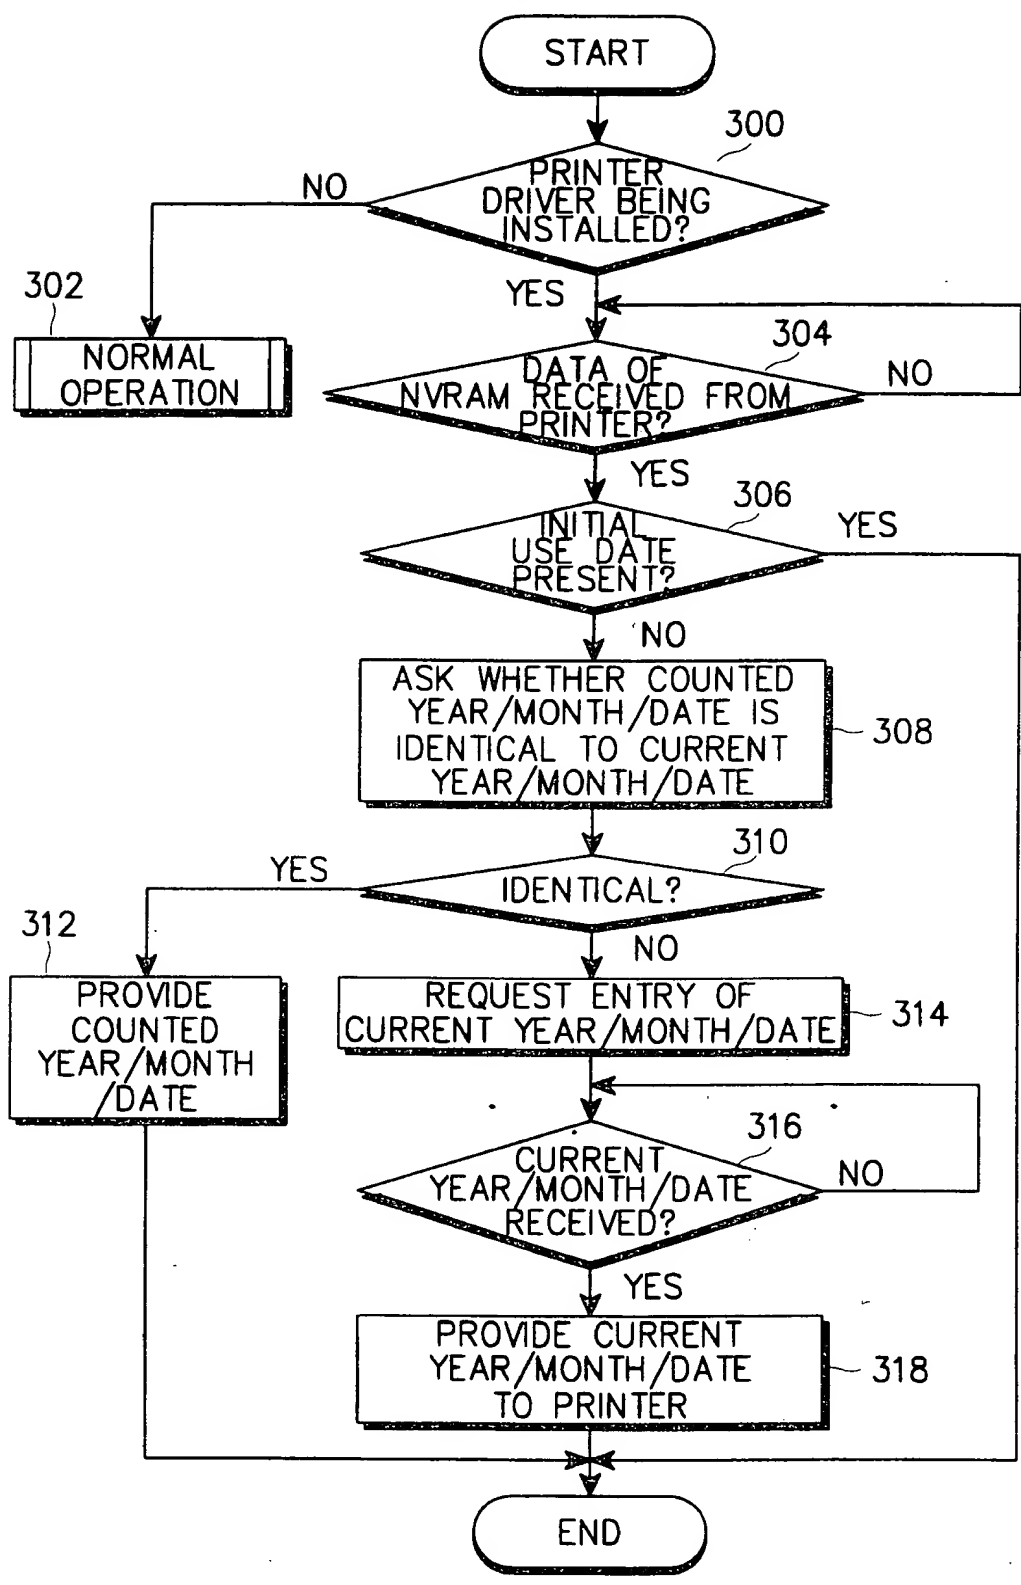 START
300
PRINTER
DRIVER BEING
INSTALLED?
NO
YES
302
NORMAL
OPERATION
304
DATA OF
NVRAM RECEIVED FROM
PRINTER?
NO
YES
306
INITIAL
USE DATE
PRESENT?
YES
NO
ASK WHETHER COUNTED
YEAR/MONTH/DATE IS
IDENTICAL TO CURRENT
YEAR/MONTH/DATE
308
310
IDENTICAL?
YES
NO
312
PROVIDE
COUNTED
YEAR/MONTH
/DATE
REQUEST ENTRY OF
CURRENT YEAR/MONTH/DATE
314
316
CURRENT
YEAR/MONTH/DATE
RECEIVED?
NO
YES
PROVIDE CURRENT
YEAR/MONTH/DATE
TO PRINTER
318
END